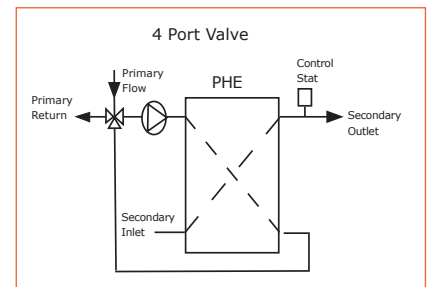 4 Port Valve
Primary
Flow
PHE
Control
Stat
Primary
Return
Secondary
Outlet
Secondary
Inlet